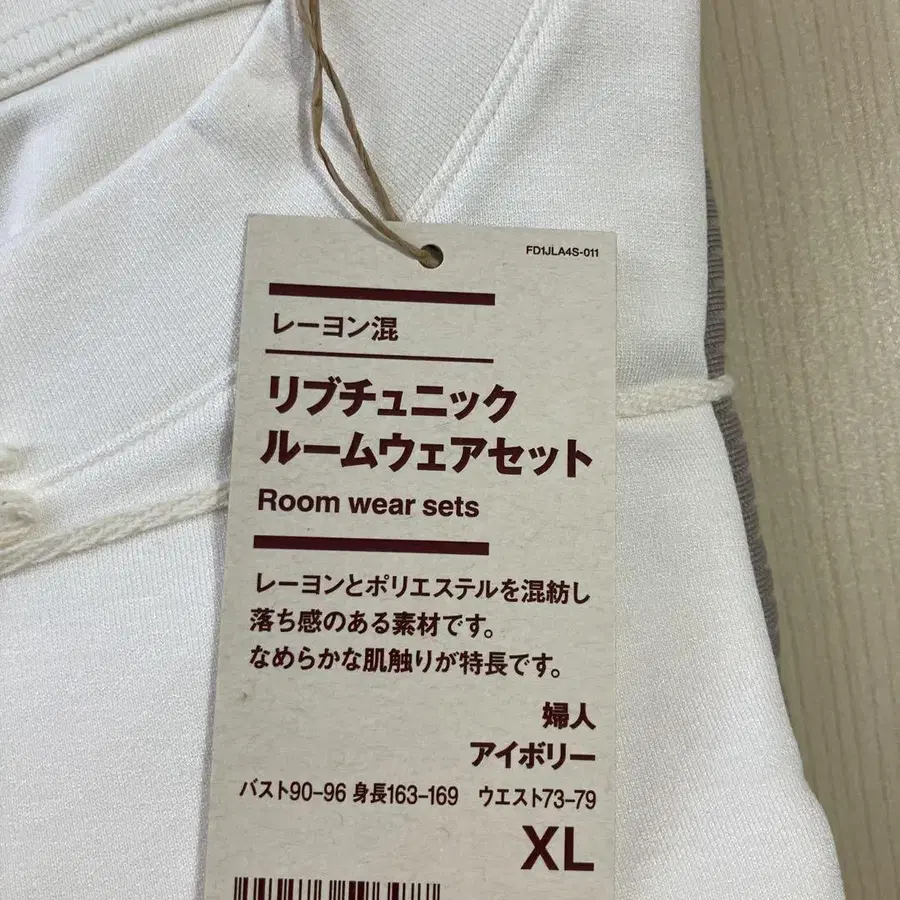 FD1JLA4S-011
レーヨン混
リブチュニック
ルームウェアセット
Room wear sets
レーヨンとポリエステルを混紡し
落ち感のある素材です。
なめらかな肌触りが特長です。
婦人
アイボリー
バスト90-96 身長163-169 ウエスト73-79
XL